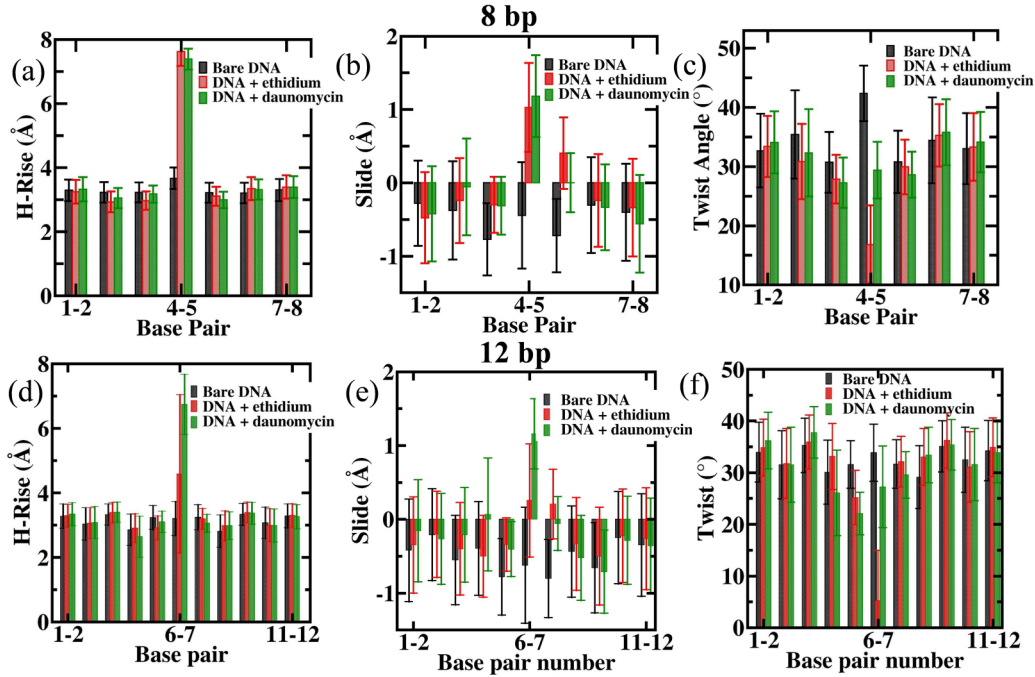 8 bp
(a)
H-Rise (Å)
8
6
4
2
0
Bare DNA
DNA + ethidium
DNA + daunomycin
1-2
4-5
7-8
Base Pair
(b)
Slide (Å)
2
1
0
-1
Bare DNA
DNA + ethidium
DNA + daunomycin
1-2
4-5
7-8
Base Pair
(c)
Twist Angle (°)
50
40
30
20
10
Bare DNA
DNA + ethidium
DNA + daunomycin
1-2
4-5
7-8
Base Pair
12 bp
(d)
H-Rise (Å)
8
6
4
2
0
Bare DNA
DNA + ethidium
DNA + daunomycin
1-2
6-7
11-12
Base pair
(e)
Slide (Å)
2
1
0
-1
Bare DNA
DNA + ethidium
DNA + daunomycin
1-2
6-7
11-12
Base pair number
(f)
Twist (°)
50
40
30
20
10
0
Bare DNA
DNA + ethidium
DNA + daunomycin
1-2
6-7
11-12
Base pair number